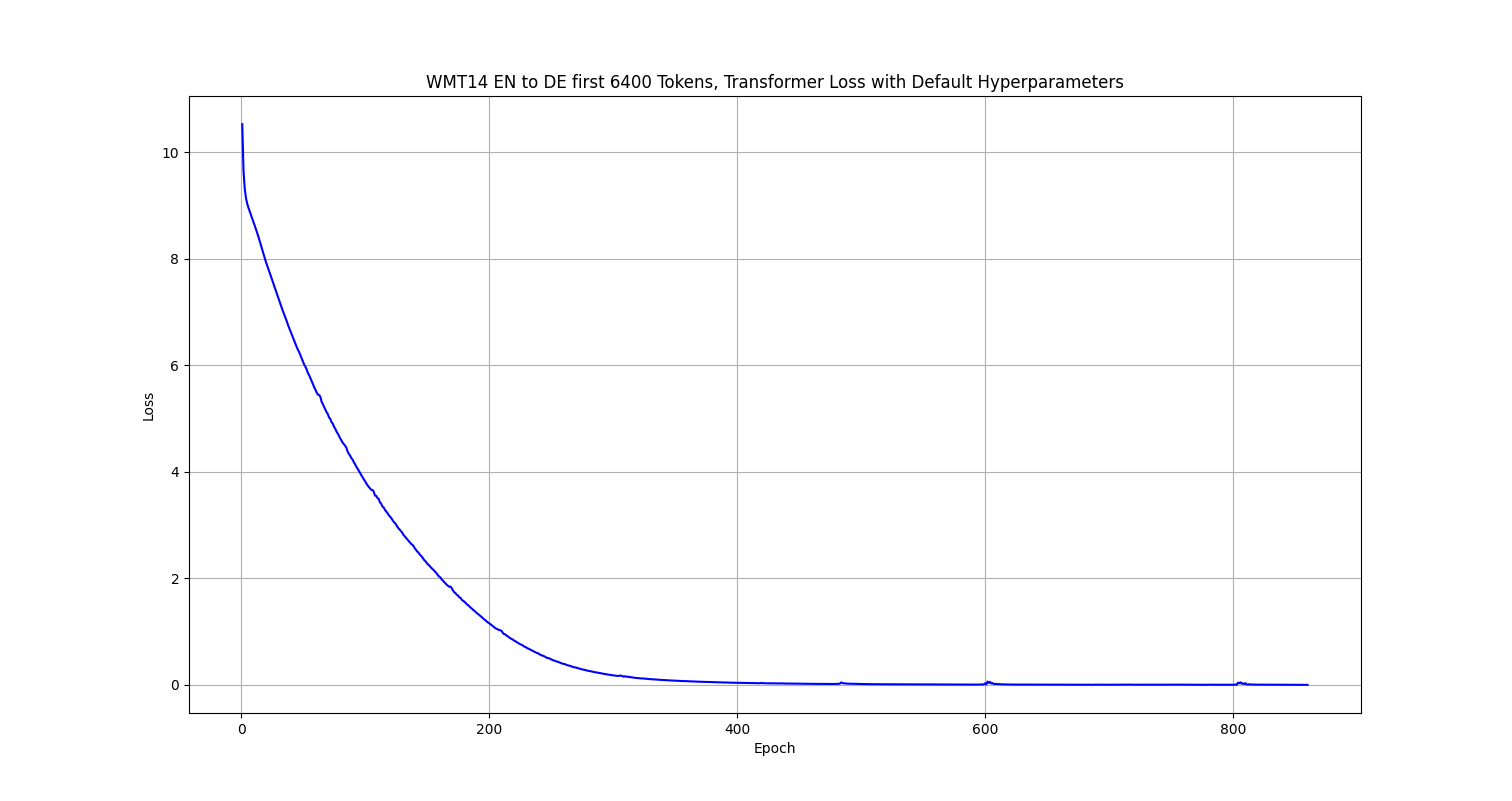 WMT14 EN to DE first 6400 Tokens, Transformer Loss with Default Hyperparameters
10
8
6
4
2
0
Loss
0 200 400 600 800
Epoch